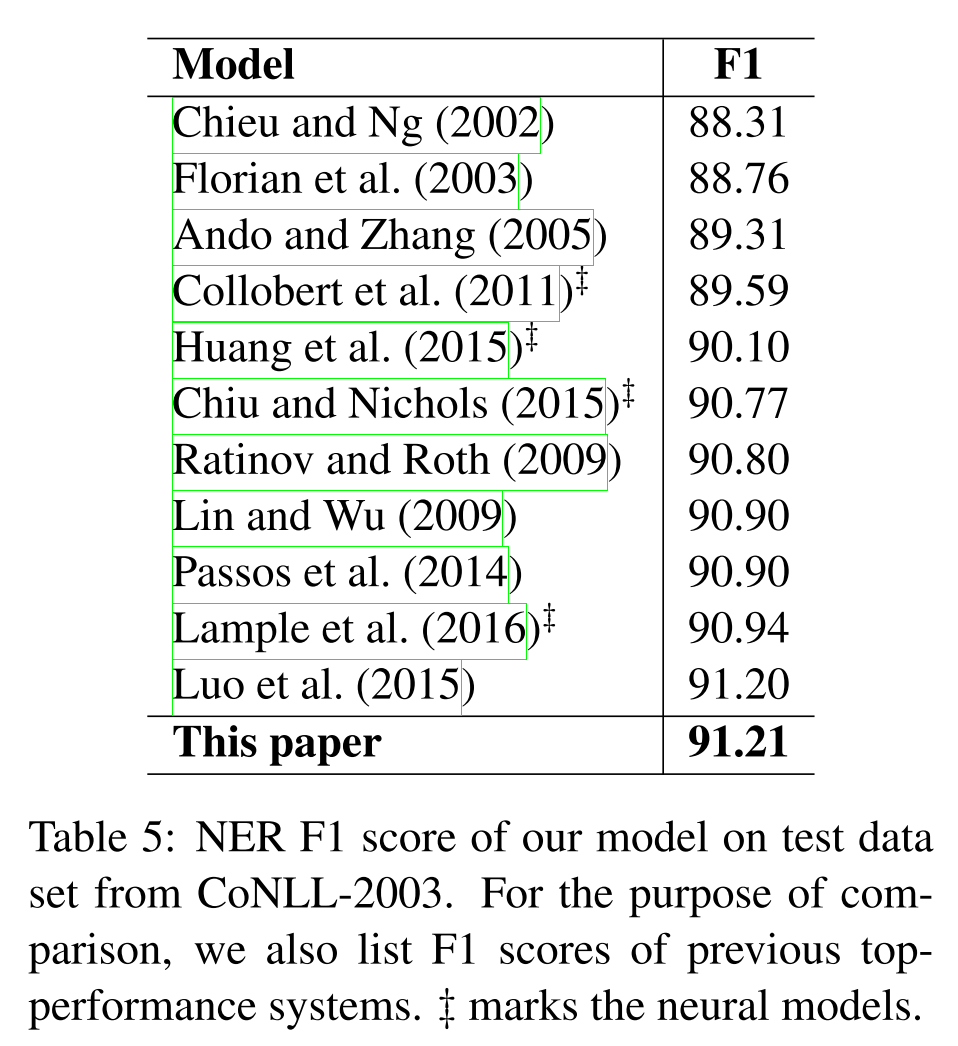 Model F1
Chieu and Ng (2002) 88.31
Florian et al. (2003) 88.76
Ando and Zhang (2005) 89.31
Collobert et al. (2011)‡ 89.59
Huang et al. (2015)‡ 90.10
Chiu and Nichols (2015)‡ 90.77
Ratinov and Roth (2009) 90.80
Lin and Wu (2009) 90.90
Passos et al. (2014) 90.90
Lample et al. (2016)‡ 90.94
Luo et al. (2015) 91.20
This paper 91.21
Table 5: NER F1 score of our model on test data
set from CoNLL-2003. For the purpose of com-
parison, we also list F1 scores of previous top-
performance systems. ‡ marks the neural models.